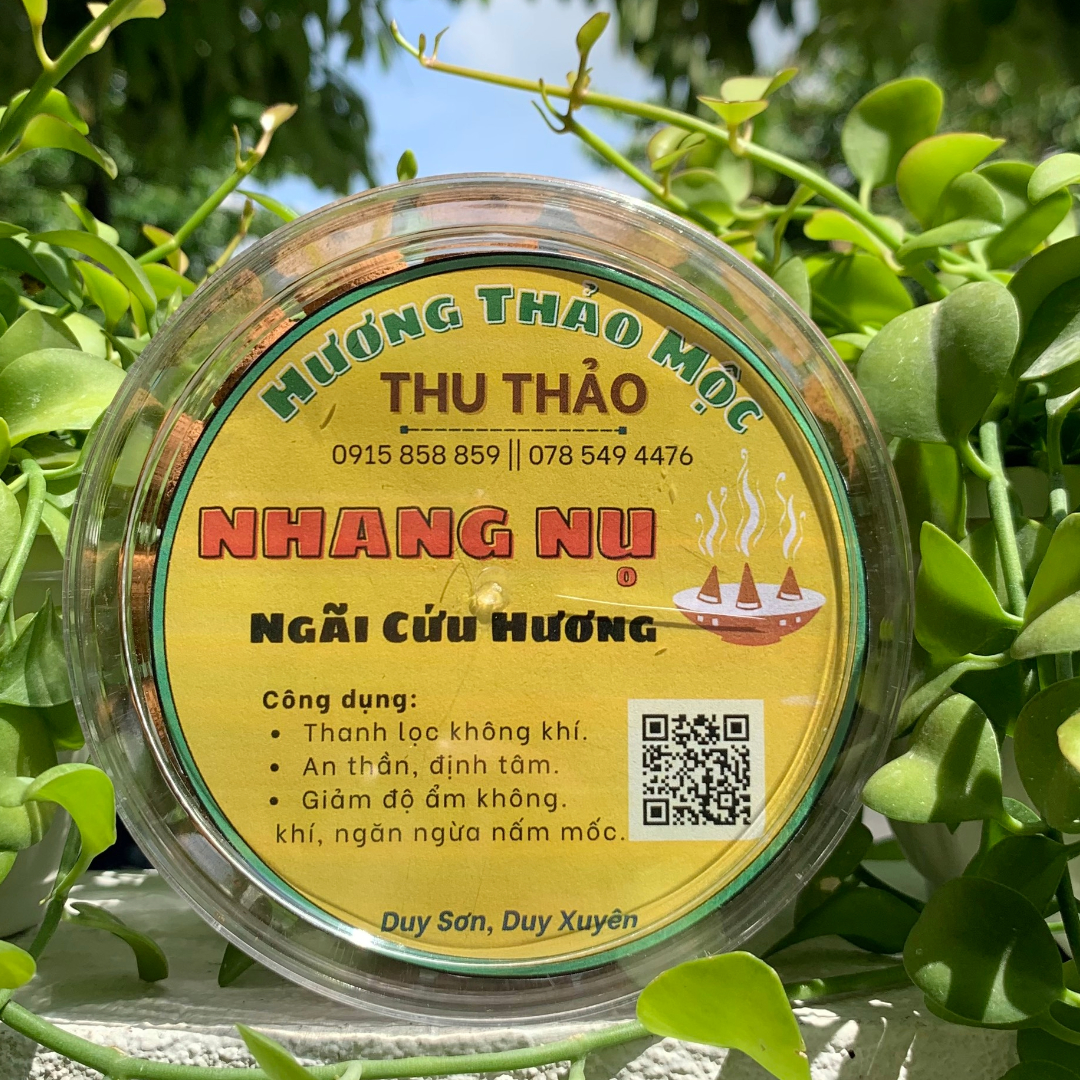 HƯƠNG THẢO MỘC
THU THẢO
0915 858 859 || 078 549 4476
NHANG NỤ
NGÃI CỨU HƯƠNG
Công dụng:
• Thanh lọc không khí.
• An thần, định tâm.
• Giảm độ ẩm không.
khí, ngăn ngừa nấm mốc.
Duy Sơn, Duy Xuyên